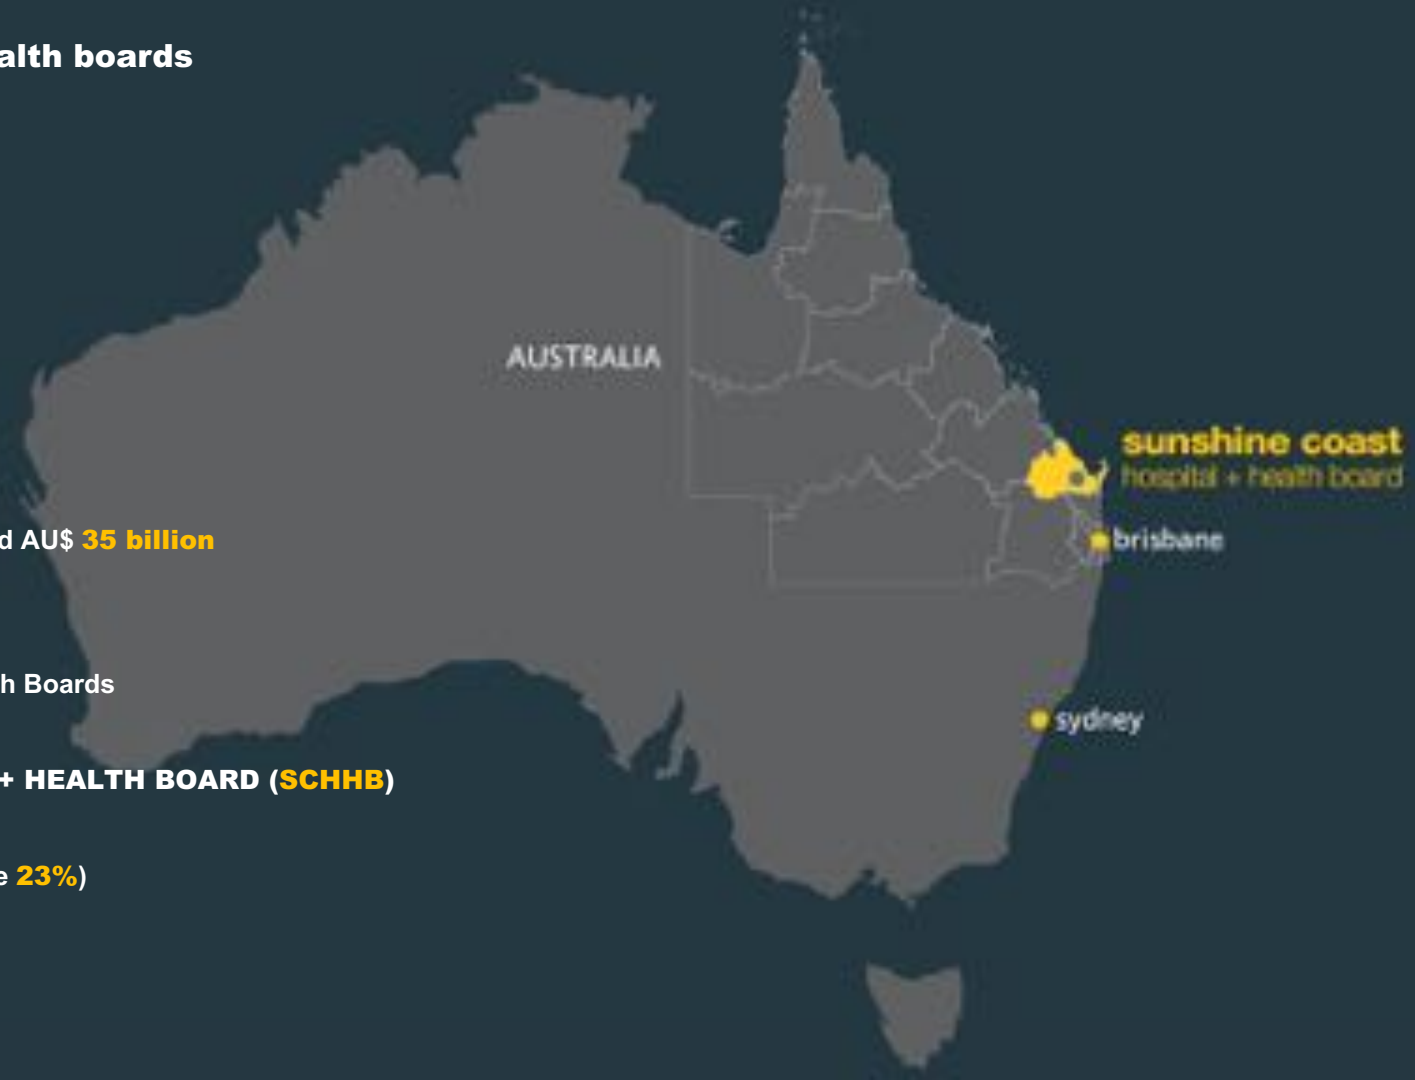 alth boards
AUSTRALIA
sunshine coast
hospital + health board
d AU$ 35 billion
brisbane
h Boards
sydney
+ HEALTH BOARD (SCHHB)
e 23%)